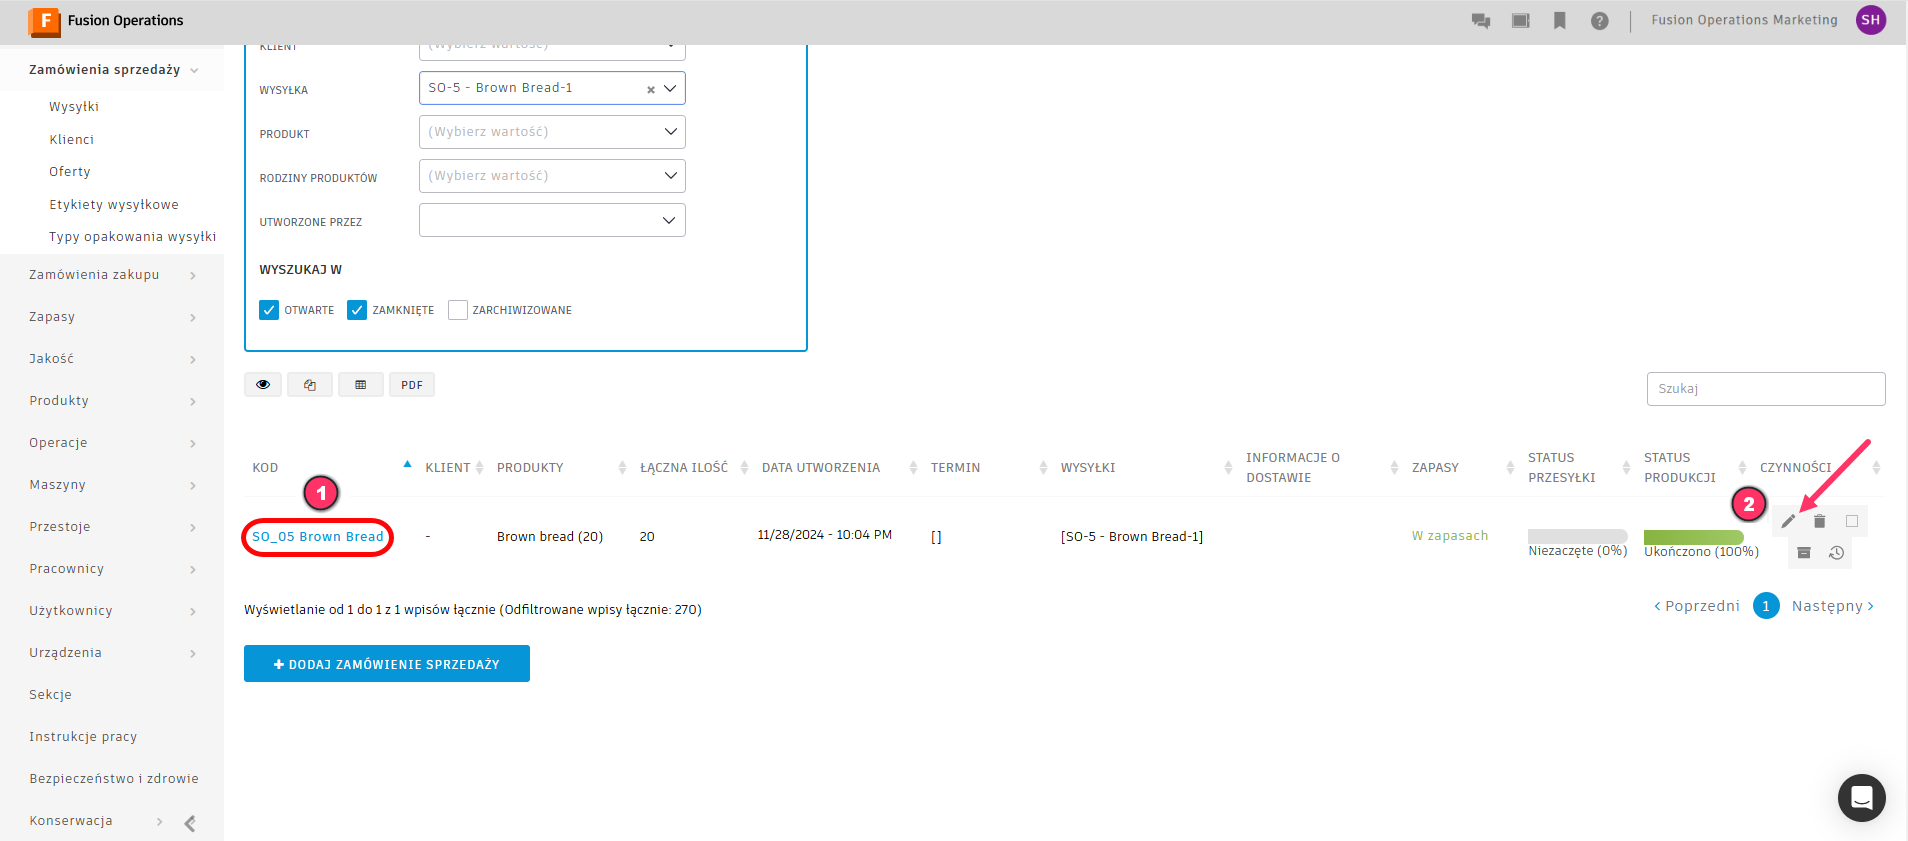 F Fusion Operations
Fusion Operations Marketing SH
Zamówienia sprzedaży
Wysyłki
Klienci
Oferty
Etykiety wysyłkowe
Typy opakowania wysyłki
Zamówienia zakupu
Zapasy
Jakość
Produkty
Operacje
Maszyny
Przestoje
Pracownicy
Użytkownicy
Urządzenia
Sekcje
Instrukcje pracy
Bezpieczeństwo i zdrowie
Konserwacja
KLIENT (Wybierz wartość)
WYSYŁKA SO-5 - Brown Bread-1
PRODUKT (Wybierz wartość)
RODZINY PRODUKTÓW (Wybierz wartość)
UTWORZONE PRZEZ
WYSZUKAJ W
OTWARTE ZAMKNIĘTE ZARCHIWIZOWANE
PDF
Szukaj
KOD KLIENT PRODUKTY ŁĄCZNA ILOŚĆ DATA UTWORZENIA TERMIN WYSYŁKI INFORMACJE O DOSTAWIE ZAPASY STATUS PRZESYŁKI STATUS PRODUKCJI CZYNNOŚCI
1
2
SO_05 Brown Bread - Brown bread (20) 20 11/28/2024 - 10:04 PM [] [SO-5 - Brown Bread-1] W zapasach Niezaczęte (0%) Ukończono (100%)
Wyświetlanie od 1 do 1 z 1 wpisów łącznie (Odfiltrowane wpisy łącznie: 270)
< Poprzedni 1 Następny >
+ DODAJ ZAMÓWIENIE SPRZEDAŻY